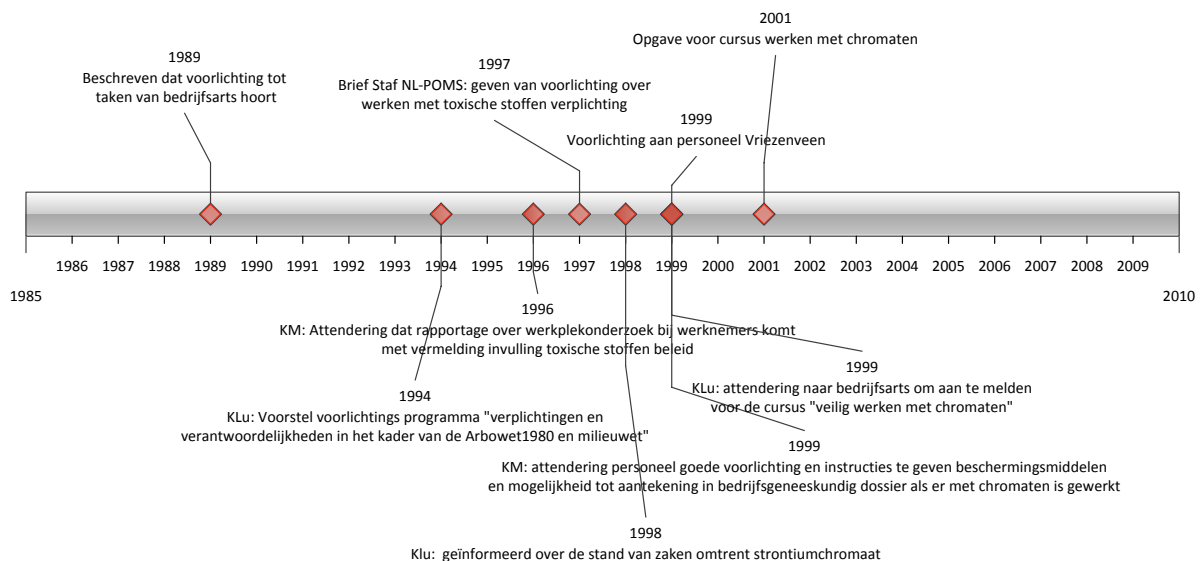 2001
Opgave voor cursus werken met chromaten
1989
Beschreven dat voorlichting tot
taken van bedrijfsarts hoort
1997
Brief Staf NL-POMS: geven van voorlichting over
werken met toxische stoffen verplichting
1999
Voorlichting aan personeel Vriezenveen
1986 1987 1988 1989 1990 1991 1992 1993 1994 1995 1996 1997 1998 1999 2000 2001 2002 2003 2004 2005 2006 2007 2008 2009
1985 2010
1996
KM: Attendering dat rapportage over werkplekonderzoek bij werknemers komt
met vermelding invulling toxische stoffen beleid
1999
KLu: attendering naar bedrijfsarts om aan te melden
voor de cursus "veilig werken met chromaten"
1994
KLu: Voorstel voorlichtings programma "verplichtingen en
verantwoordelijkheden in het kader van de Arbowet1980 en milieuwet"
1999
KM: attendering personeel goede voorlichting en instructies te geven beschermingsmiddelen
en mogelijkheid tot aantekening in bedrijfsgeneeskundig dossier als er met chromaten is gewerkt
1998
Klu: geïnformeerd over de stand van zaken omtrent strontiumchromaat